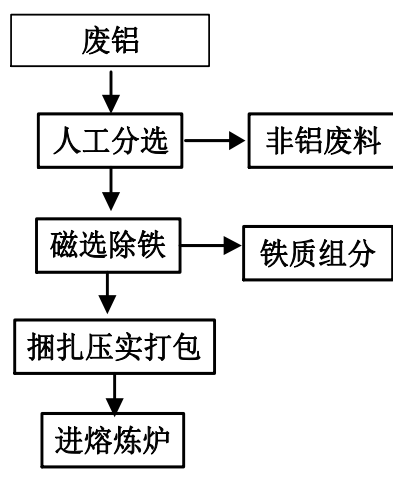 废铝
人工分选
非铝废料
磁选除铁
铁质组分
捆扎压实打包
进熔炼炉